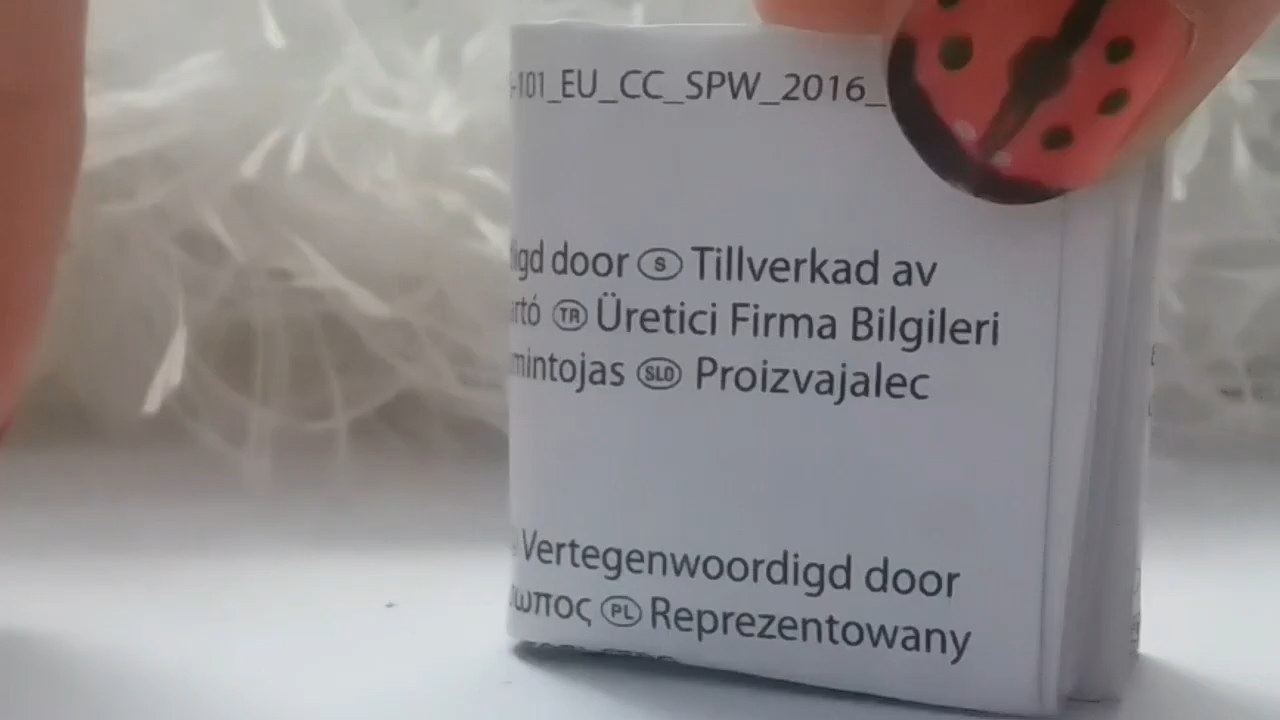 -101_EU_CC_SPW_2016_
door S Tillverkad av
TR Üretici Firma Bilgileri
SLO Proizvajalec
Vertegenwoordigd door
PL Reprezentowany